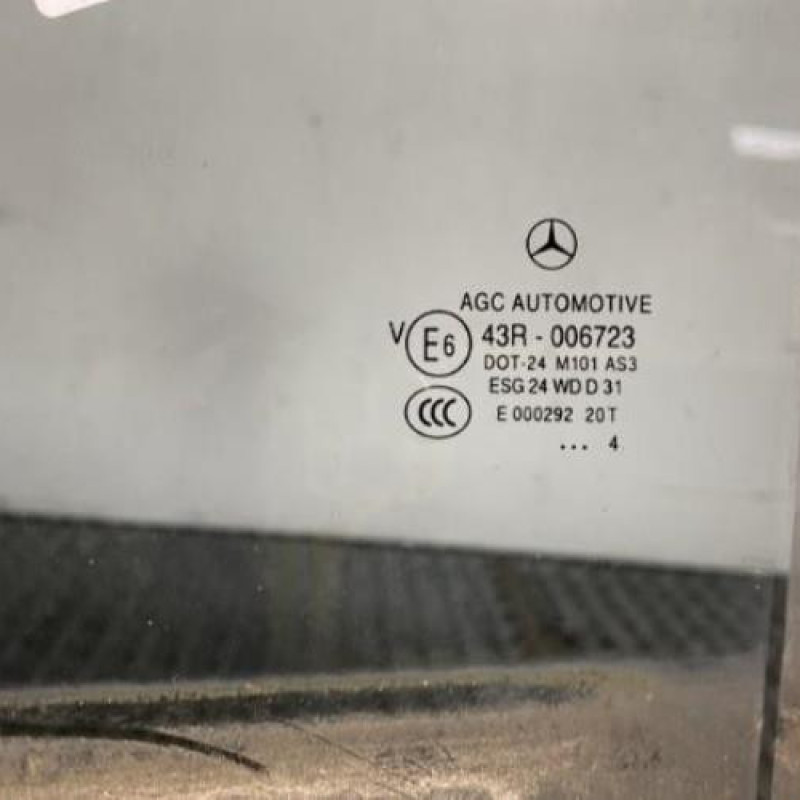 AGC AUTOMOTIVE
V E6 43R - 006723
DOT-24 M101 AS3
ESG 24 WD D 31
CCC E 000292 20T
... 4